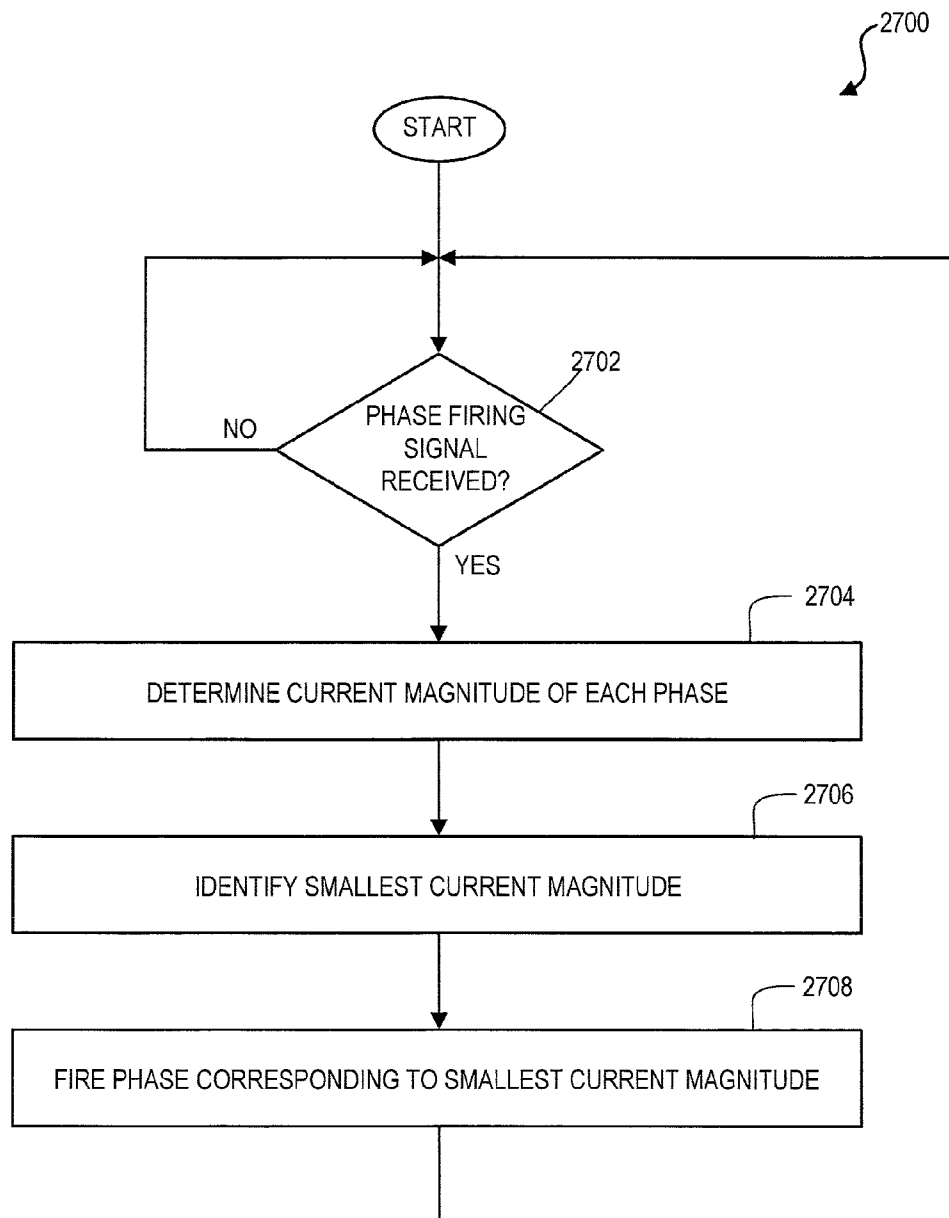 2700
START
2702
PHASE FIRING
SIGNAL
RECEIVED?
NO
YES
2704
DETERMINE CURRENT MAGNITUDE OF EACH PHASE
2706
IDENTIFY SMALLEST CURRENT MAGNITUDE
2708
FIRE PHASE CORRESPONDING TO SMALLEST CURRENT MAGNITUDE